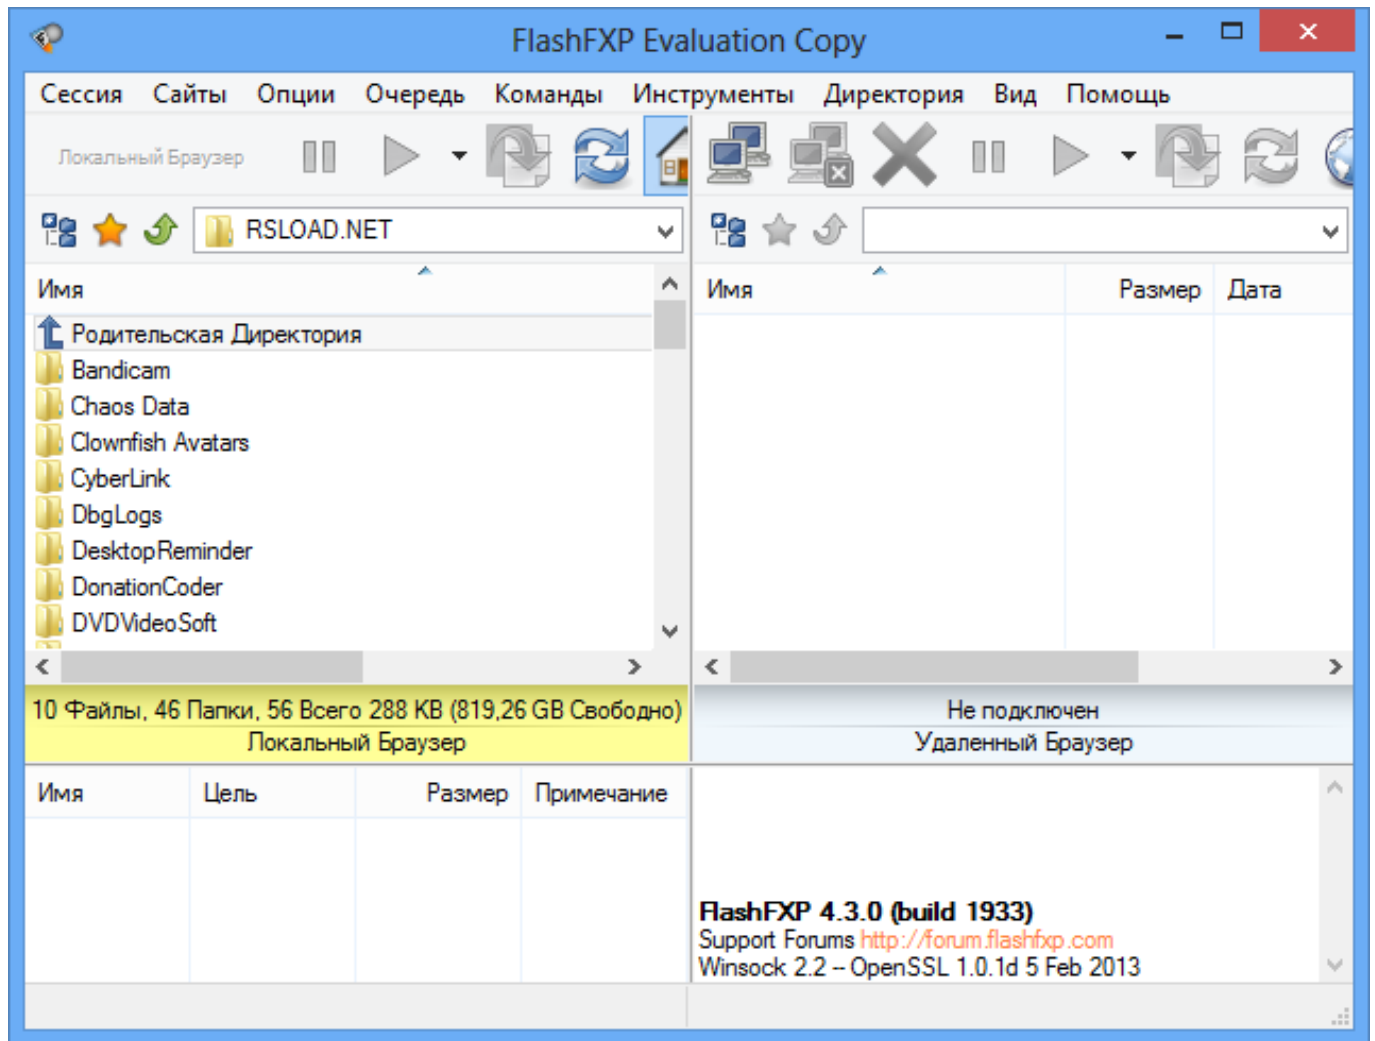 FlashFXP Evaluation Copy
Сессия Сайты Опции Очередь Команды Инструменты Директория Вид Помощь
Локальный Браузер
RSLOAD.NET
Имя
Имя Размер Дата
Родительская Директория
Bandicam
Chaos Data
Clownfish Avatars
CyberLink
DbgLogs
DesktopReminder
DonationCoder
DVDVideoSoft
10 Файлы, 46 Папки, 56 Всего 288 KB (819,26 GB Свободно)
Локальный Браузер
Не подключен
Удаленный Браузер
Имя Цель Размер Примечание
FlashFXP 4.3.0 (build 1933)
Support Forums http://forum.flashfxp.com
Winsock 2.2 -- OpenSSL 1.0.1d 5 Feb 2013